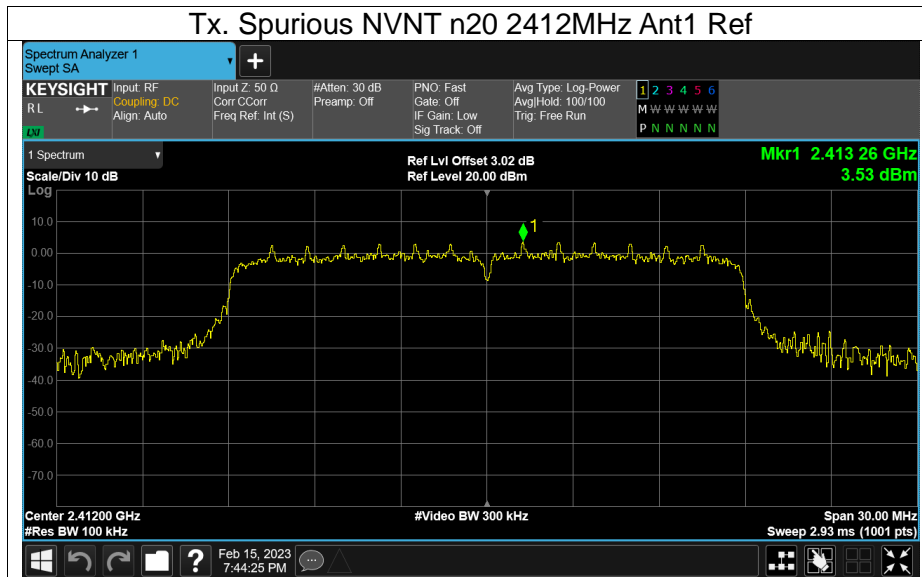 Tx. Spurious NVNT n20 2412MHz Ant1 Ref
Spectrum Analyzer 1
Swept SA
+
KEYSIGHT
RL
LXI
Input: RF
Coupling: DC
Align: Auto
Input Z: 50 Ω
Corr CCorr
Freq Ref: Int (S)
#Atten: 30 dB
Preamp: Off
PNO: Fast
Gate: Off
IF Gain: Low
Sig Track: Off
Avg Type: Log-Power
Avg|Hold: 100/100
Trig: Free Run
1 2 3 4 5 6
M W W W W W
P N N N N N
1 Spectrum
Scale/Div 10 dB
Log
Ref Lvl Offset 3.02 dB
Ref Level 20.00 dBm
Mkr1 2.413 26 GHz
3.53 dBm
1
10.0
0.00
-10.0
-20.0
-30.0
-40.0
-50.0
-60.0
-70.0
Center 2.41200 GHz
#Res BW 100 kHz
#Video BW 300 kHz
Span 30.00 MHz
Sweep 2.93 ms (1001 pts)
?
Feb 15, 2023
7:44:25 PM